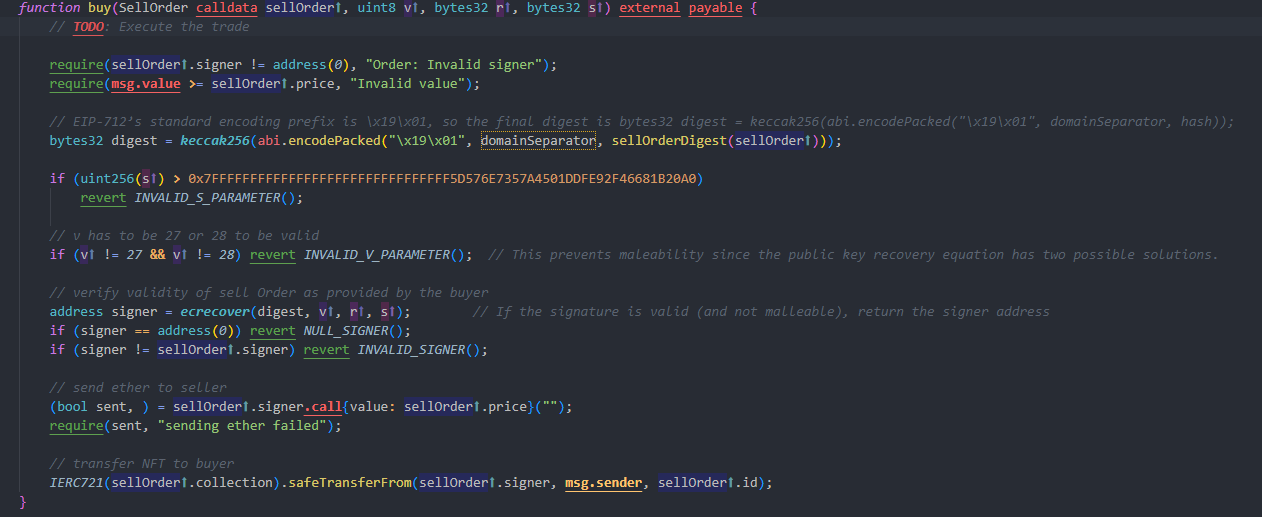 function buy(SellOrder calldata sellOrder↑, uint8 v↑, bytes32 r↑, bytes32 s↑) external payable {
// TODO: Execute the trade
require(sellOrder↑.signer != address(0), "Order: Invalid signer");
require(msg.value >= sellOrder↑.price, "Invalid value");
// EIP-712's standard encoding prefix is \x19\x01, so the final digest is bytes32 digest = keccak256(abi.encodePacked("\x19\x01", domainSeparator, hash));
bytes32 digest = keccak256(abi.encodePacked("\x19\x01", domainSeparator, sellOrderDigest(sellOrder↑)));
if (uint256(s↑) > 0x7FFFFFFFFFFFFFFFFFFFFFFFFFFFFFFF5D576E7357A4501DDFE92F46681B20A0)
revert INVALID_S_PARAMETER();
// v has to be 27 or 28 to be valid
if (v↑ != 27 && v↑ != 28) revert INVALID_V_PARAMETER(); // This prevents maleability since the public key recovery equation has two possible solutions.
// verify validity of sell Order as provided by the buyer
address signer = ecrecover(digest, v↑, r↑, s↑); // If the signature is valid (and not malleable), return the signer address
if (signer == address(0)) revert NULL_SIGNER();
if (signer != sellOrder↑.signer) revert INVALID_SIGNER();
// send ether to seller
(bool sent, ) = sellOrder↑.signer.call{value: sellOrder↑.price}("");
require(sent, "sending ether failed");
// transfer NFT to buyer
IERC721(sellOrder↑.collection).safeTransferFrom(sellOrder↑.signer, msg.sender, sellOrder↑.id);
}